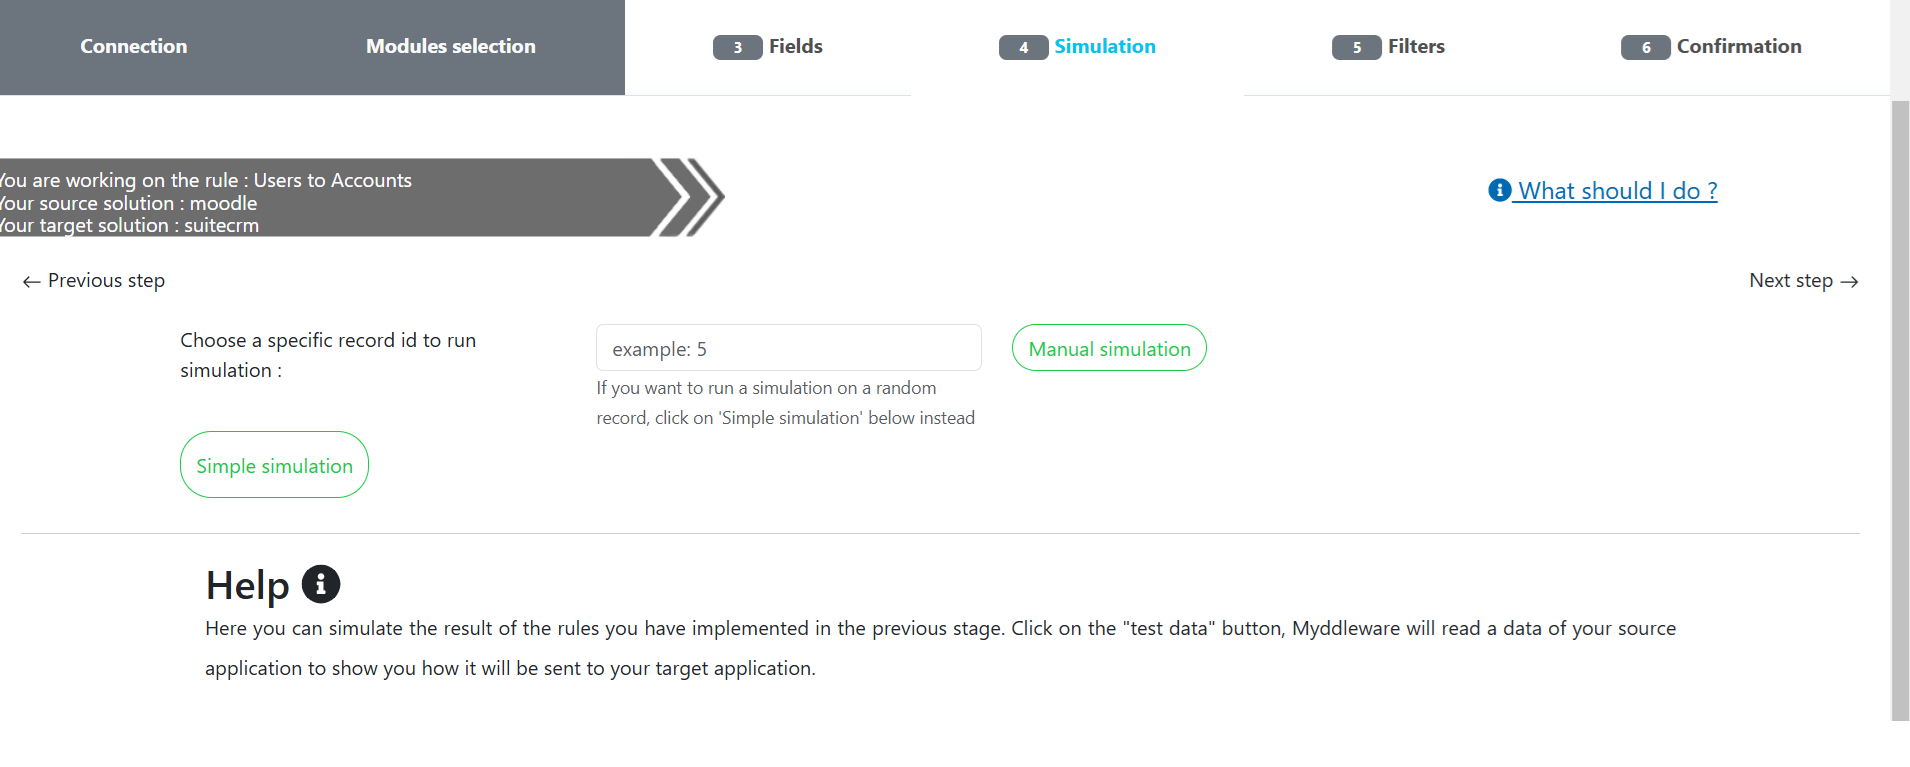 Connection
Modules selection
3 Fields
4 Simulation
5 Filters
6 Confirmation
You are working on the rule : Users to Accounts
Your source solution : moodle
Your target solution : suitecrm
What should I do ?
← Previous step
Next step →
Choose a specific record id to run
simulation :
example: 5
Manual simulation
If you want to run a simulation on a random
record, click on 'Simple simulation' below instead
Simple simulation
Help
Here you can simulate the result of the rules you have implemented in the previous stage. Click on the "test data" button, Myddleware will read a data of your source
application to show you how it will be sent to your target application.